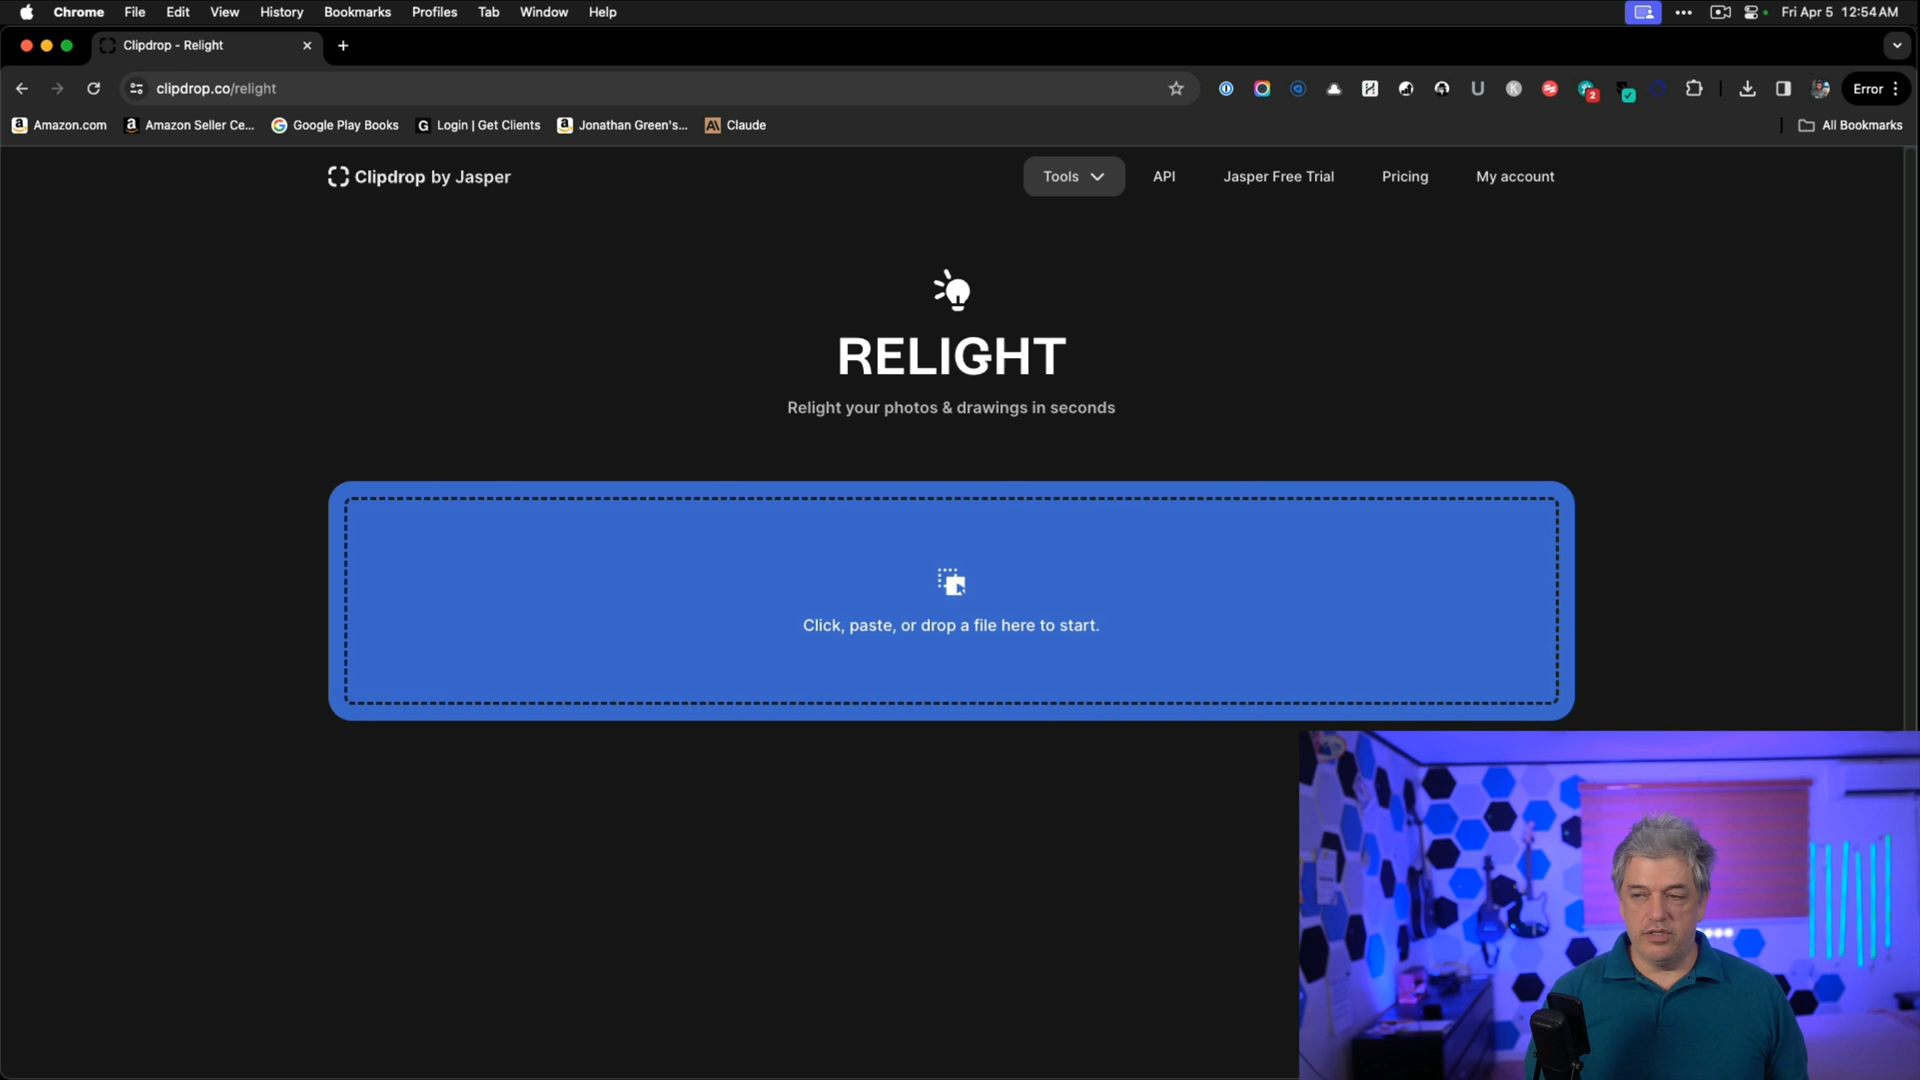 Chrome File Edit View History Bookmarks Profiles Tab Window Help
Fri Apr 5 12:54 AM
Clipdrop - Relight
clipdrop.co/relight
2
Error
Amazon.com
Amazon Seller Ce...
Google Play Books
Login | Get Clients
Jonathan Green's...
Claude
All Bookmarks
Clipdrop by Jasper
Tools
API
Jasper Free Trial
Pricing
My account
RELIGHT
Relight your photos & drawings in seconds
Click, paste, or drop a file here to start.